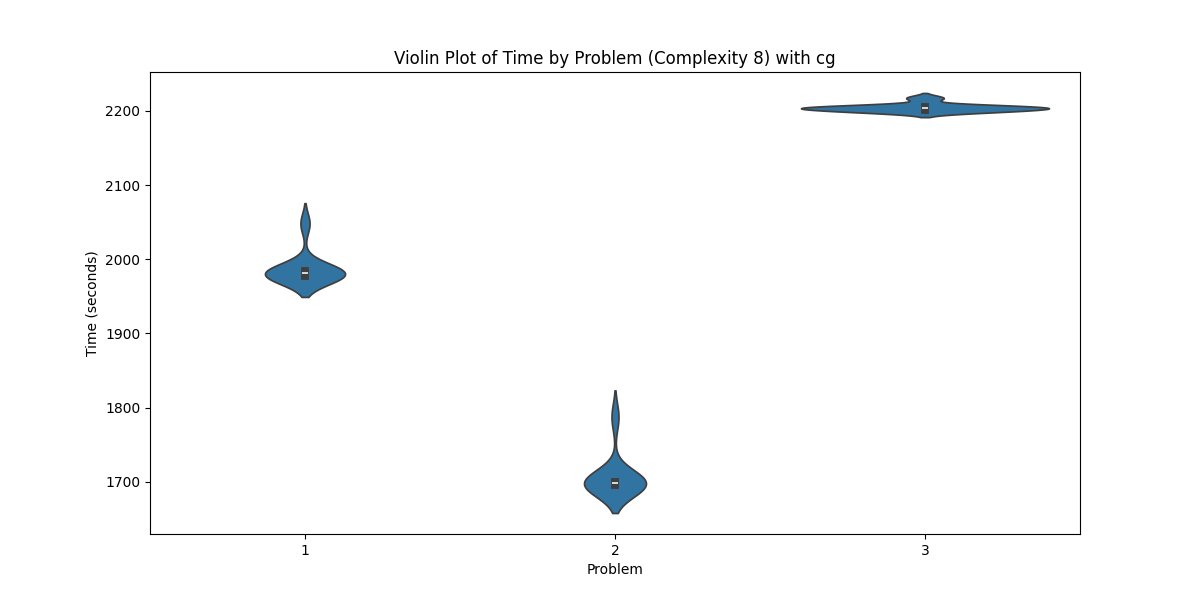 Violin Plot of Time by Problem (Complexity 8) with cg
2200
2100
2000
1900
1800
1700
Time (seconds)
1 2 3
Problem